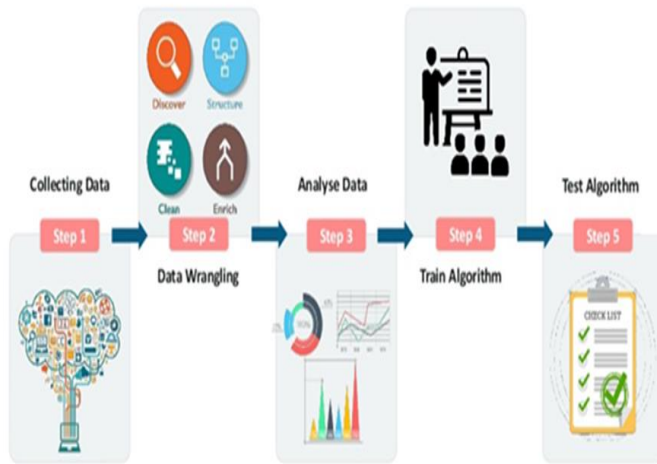 Discover
Structure
Clean
Enrich
Collecting Data
Analyse Data
Test Algorithm
Step 1
Step 2
Step 3
Step 4
Step 5
Data Wrangling
Train Algorithm
CHECK LIST